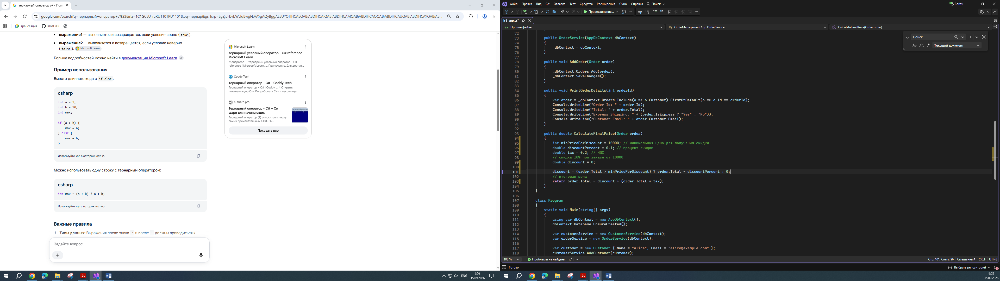 тернарный оператор c# - Пои
google.com/search?q=тернарный+оператор+c%23&rlz=1C1GCEU_ruRU1101RU1101&oq=тернар&gs_lcrp=EgZjaHJvbWUqBwgFEAAYgAQyBggAEEUYOTIHCAEQABiABDIHCAIQABiABDIHCAMQABiABDIHCAQQABiABDIHCAUQABiABDIHCAYQABiA...
трансляция
KlosHiHi
выражение1 — выполняется и возвращается, если условие верно ( true ).
выражение2 — выполняется и возвращается, если условие неверно
( false ). Microsoft Learn
Больше подробностей можно найти в документации Microsoft Learn.
Пример использования
Вместо длинного кода с if-else :
csharp
int a = 5;
int b = 10;
int max;
if (a > b) {
max = a;
} else {
max = b;
}
Используйте код с осторожностью.
Можно использовать одну строку с тернарным оператором:
csharp
int max = (a > b) ? a : b;
Используйте код с осторожностью.
Важные правила
1. Типы данных: Выражения после знака ? и после : должны приводиться к
Задайте вопрос
Microsoft Learn
тернарный условный оператор - C# reference -
Microsoft Learn
?: оператор — тернарный условный оператор - C#
reference | Microsoft Learn. ... Примечание. Для доступ...
Coddy Tech
Тернарный оператор - C# - Coddy Tech
Тернарный оператор - C# | Coddy. ... * Открыть
документацию C++ Попробовать C++ в песочнице...
c-sharp.pro
Тернарный оператор - C# ~ Си
шарп для начинающих
Тернарный оператор (?) относится к числу
самых примечательных в C#. Он...
Показать все
ENG
8:52
15.09.2026
Файл Правка Вид Git Отладка Тест Средства Расширения Окно Справка Поиск
Войти
Присоединение...
lr8_app.cs*
Прочие файлы
OrderManagementApp.OrderService
CalculateFinalPrice(Order order)
Поиск...
Текущий документ
72
73 public OrderService(AppDbContext dbContext)
74 {
75 _dbContext = dbContext;
76 }
77
78 public void AddOrder(Order order)
79 {
80 _dbContext.Orders.Add(order);
81 _dbContext.SaveChanges();
82 }
83
84 public void PrintOrderDetails(int orderId)
85 {
86 var order = _dbContext.Orders.Include(o => o.Customer).FirstOrDefault(o => o.Id == orderId);
87 Console.WriteLine("Order Id: " + order.Id);
88 Console.WriteLine("Total: " + order.Total);
89 Console.WriteLine("Express Shipping: " + (order.IsExpress ? "Yes" : "No"));
90 Console.WriteLine("Customer Email: " + order.Customer.Email);
91 }
92
93 public double CalculateFinalPrice(Order order)
94 {
95 int minPriceForDiscount = 10000; // минимальная цена для получения скидки
96 double discountPercent = 0.1; // процент скидки
97 double tax = 0.2; // НДС
98 // скидка 10% при заказе от 10000
99 double discount = 0;
100
101 discount = (order.Total > minPriceForDiscount) ? order.Total * discountPercent : 0;
102 // итоговая цена
103 return order.Total - discount + (order.Total * tax);
104 }
105 }
106
107 class Program
108 {
109 static void Main(string[] args)
110 {
111 using var dbContext = new AppDbContext();
112 dbContext.Database.EnsureCreated();
113
114 var customerService = new CustomerService(dbContext);
115 var orderService = new OrderService(dbContext);
116
117 var customer = new Customer { Name = "Alice", Email = "alice@example.com" };
118 customerService.AddCustomer(customer);
108 % Проблемы не найдены.
Стр: 101, Симв: 96 Смешанный CRLF UTF-8
Готово
Выбрать репозиторий
8:52
15.09.2026